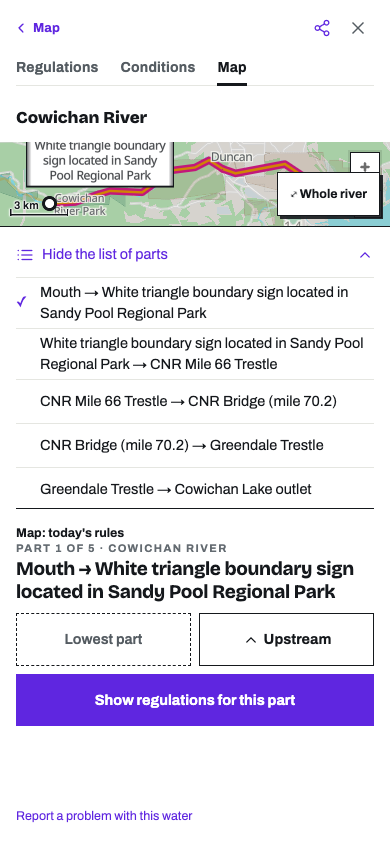 Map
Regulations
Conditions
Map
Cowichan River
White triangle boundary
sign located in Sandy
Pool Regional Park
Duncan
+
Whole river
3 km
Cowichan
River Park
Hide the list of parts
Mouth → White triangle boundary sign located in
Sandy Pool Regional Park
White triangle boundary sign located in Sandy Pool
Regional Park → CNR Mile 66 Trestle
CNR Mile 66 Trestle → CNR Bridge (mile 70.2)
CNR Bridge (mile 70.2) → Greendale Trestle
Greendale Trestle → Cowichan Lake outlet
Map: today's rules
PART 1 OF 5 · COWICHAN RIVER
Mouth → White triangle boundary sign
located in Sandy Pool Regional Park
Lowest part
Upstream
Show regulations for this part
Report a problem with this water